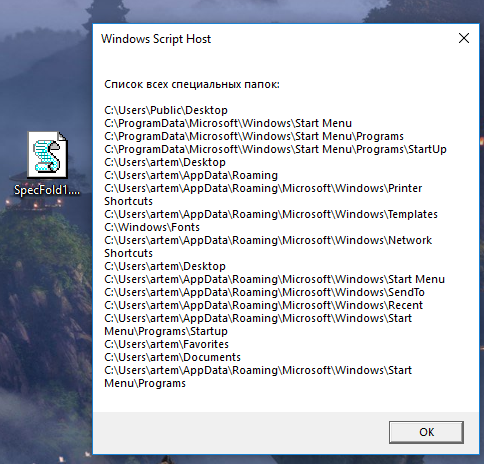 Windows Script Host
Список всех специальных папок:
C:\Users\Public\Desktop
C:\ProgramData\Microsoft\Windows\Start Menu
C:\ProgramData\Microsoft\Windows\Start Menu\Programs
C:\ProgramData\Microsoft\Windows\Start Menu\Programs\StartUp
C:\Users\artem\Desktop
C:\Users\artem\AppData\Roaming
C:\Users\artem\AppData\Roaming\Microsoft\Windows\Printer
Shortcuts
C:\Users\artem\AppData\Roaming\Microsoft\Windows\Templates
C:\Windows\Fonts
C:\Users\artem\AppData\Roaming\Microsoft\Windows\Network
Shortcuts
C:\Users\artem\Desktop
C:\Users\artem\AppData\Roaming\Microsoft\Windows\Start Menu
C:\Users\artem\AppData\Roaming\Microsoft\Windows\SendTo
C:\Users\artem\AppData\Roaming\Microsoft\Windows\Recent
C:\Users\artem\AppData\Roaming\Microsoft\Windows\Start
Menu\Programs\Startup
C:\Users\artem\Favorites
C:\Users\artem\Documents
C:\Users\artem\AppData\Roaming\Microsoft\Windows\Start
Menu\Programs
SpecFold1....
OK